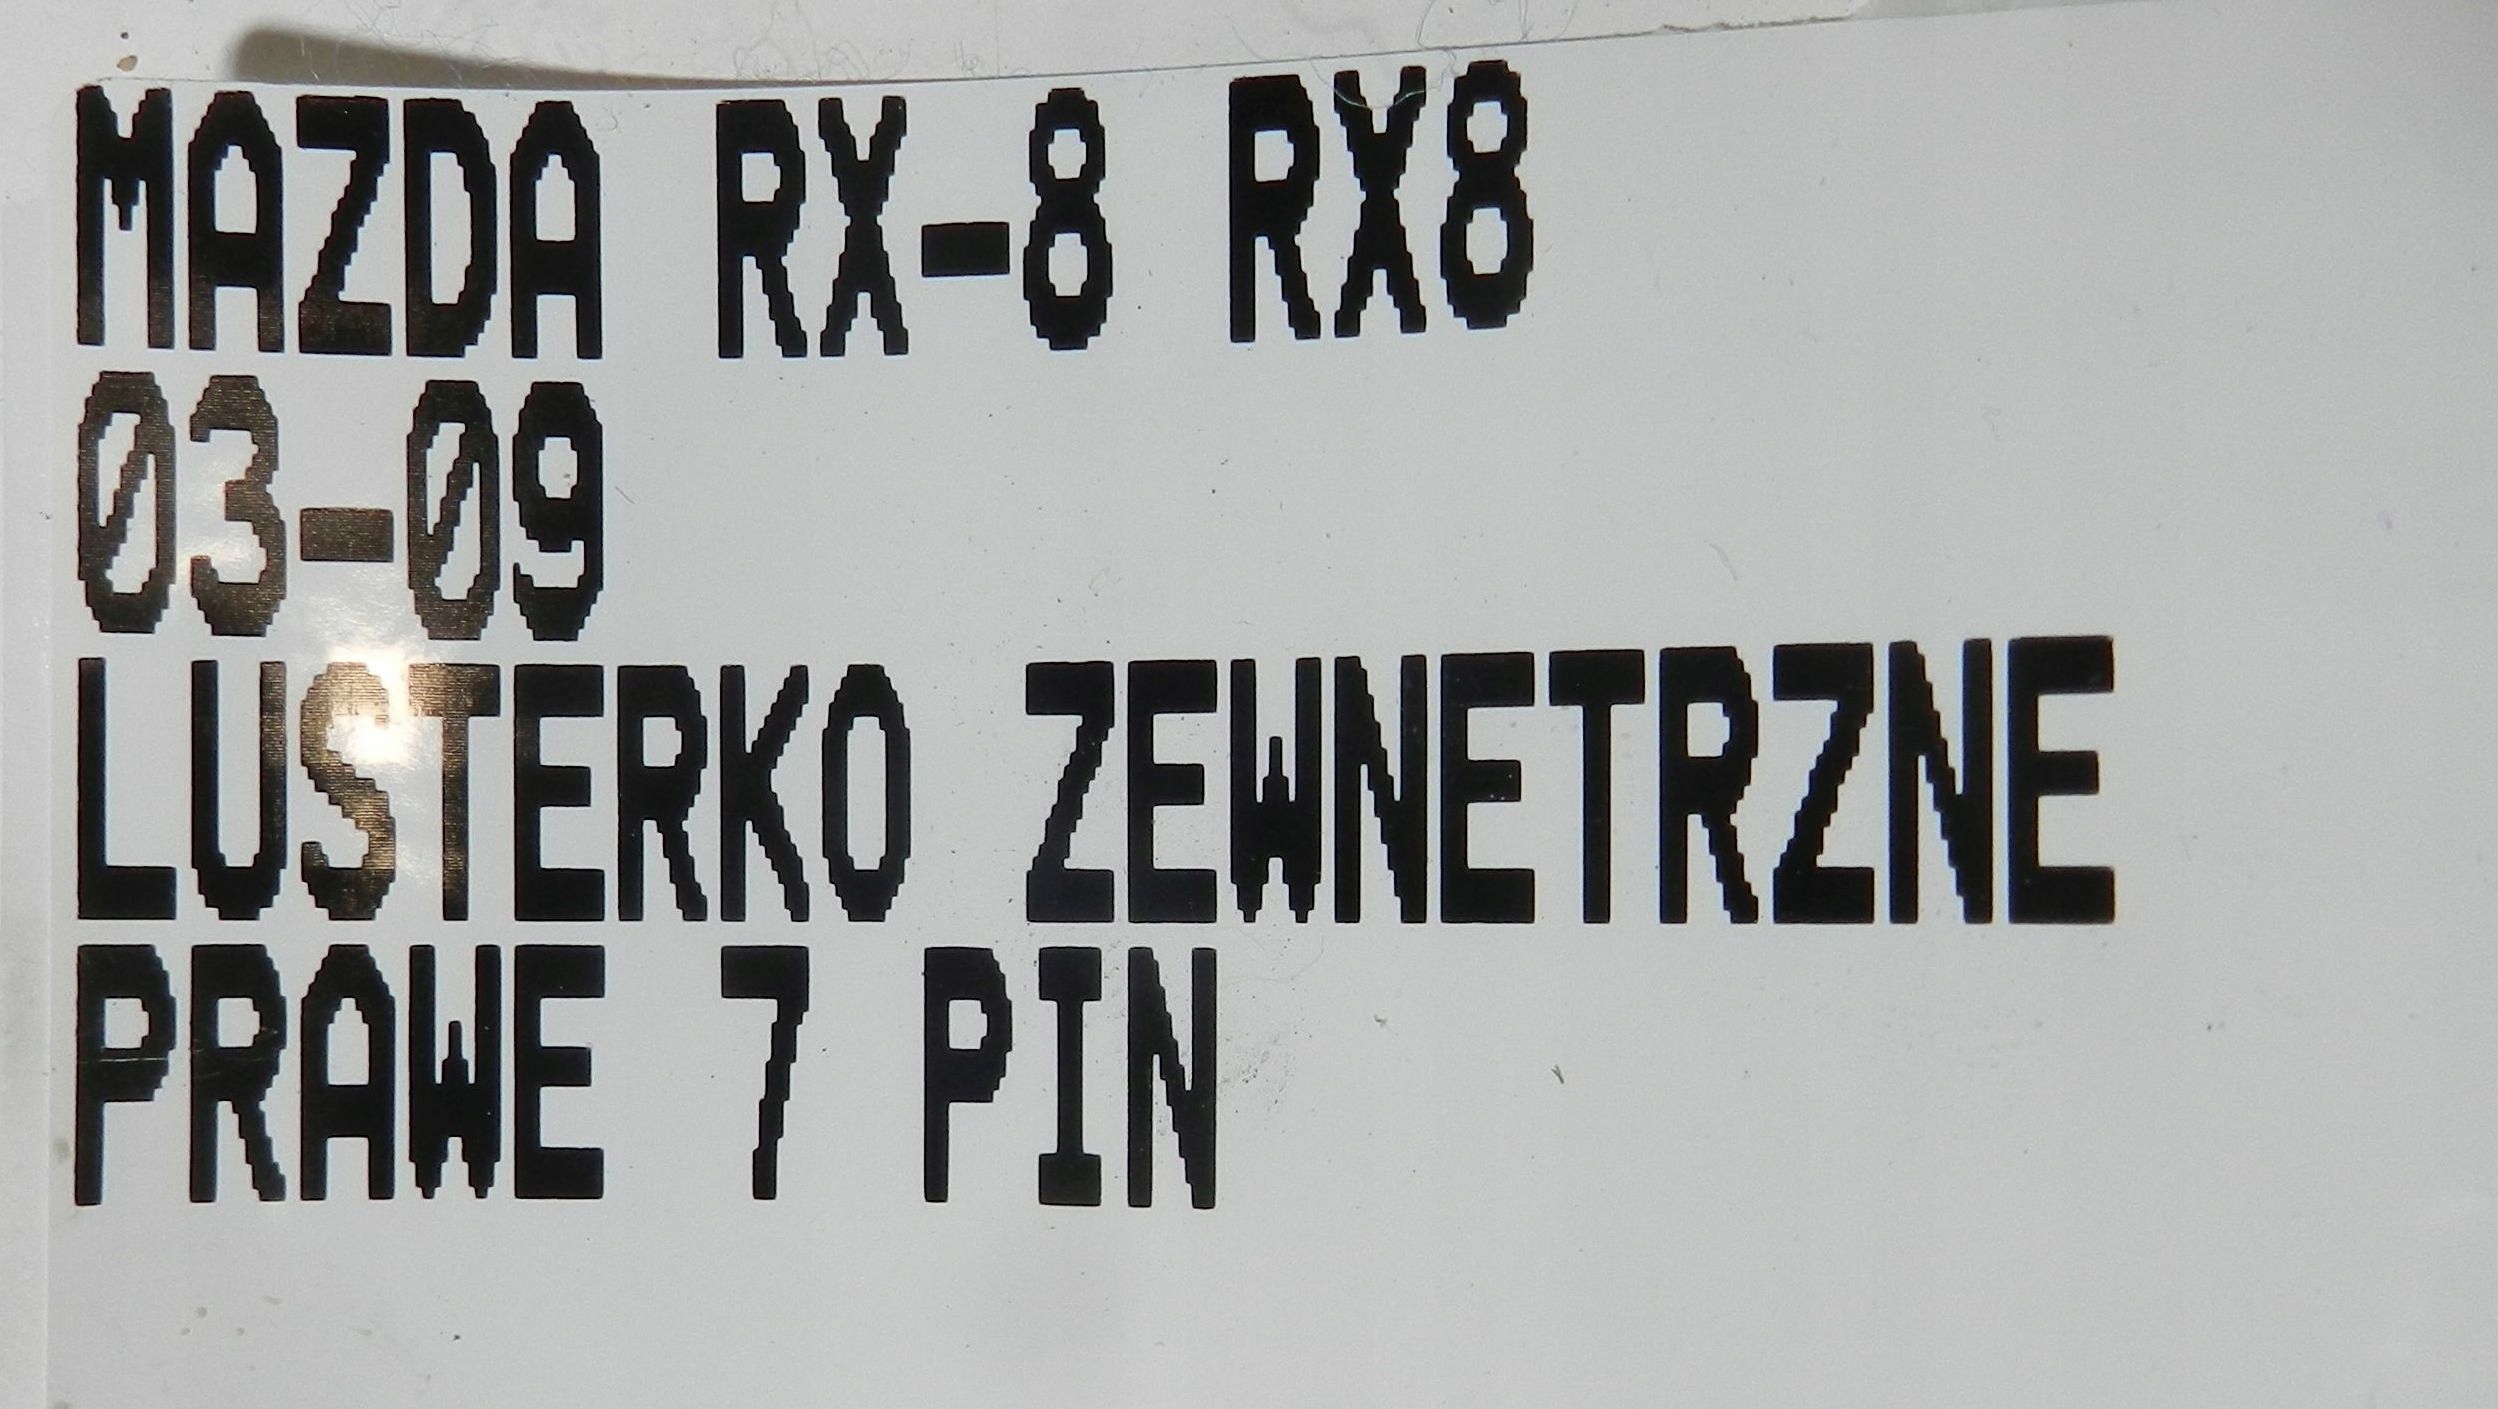 MAZDA RX-8 RX8
03-09
LUSTERKO ZEWNETRZNE
PRAWE 7 PIN